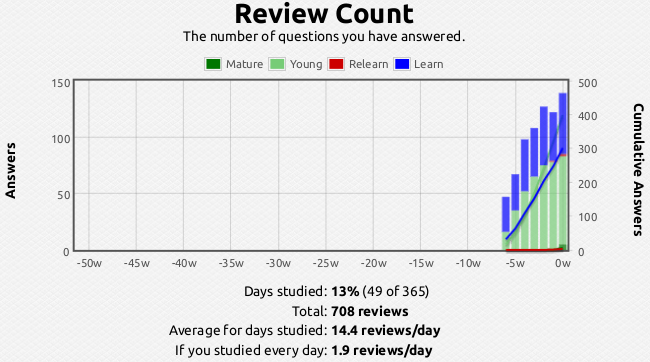 Review Count
The number of questions you have answered.
Mature Young Relearn Learn
150 500
400
100 300
200
50 100
0 0
Answers
Cumulative Answers
-50w -45w -40w -35w -30w -25w -20w -15w -10w -5w 0w
Days studied: 13% (49 of 365)
Total: 708 reviews
Average for days studied: 14.4 reviews/day
If you studied every day: 1.9 reviews/day